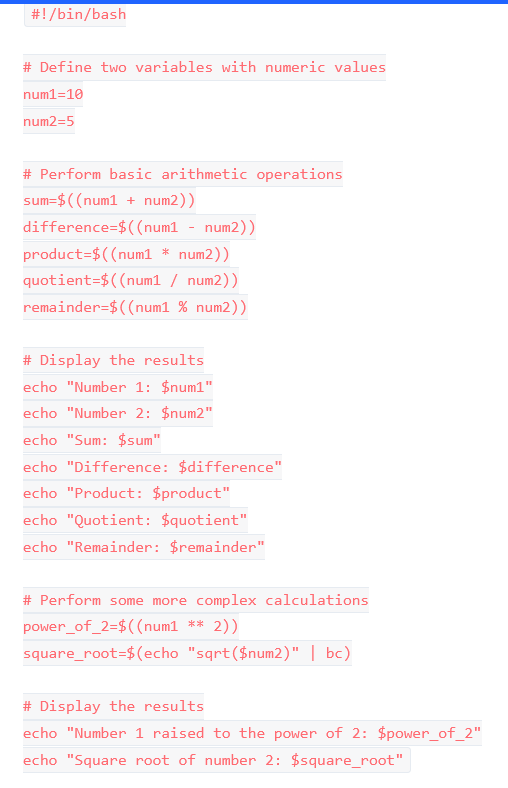 #!/bin/bash
# Define two variables with numeric values
num1=10
num2=5
# Perform basic arithmetic operations
sum=$((num1 + num2))
difference=$((num1 - num2))
product=$((num1 * num2))
quotient=$((num1 / num2))
remainder=$((num1 % num2))
# Display the results
echo "Number 1: $num1"
echo "Number 2: $num2"
echo "Sum: $sum"
echo "Difference: $difference"
echo "Product: $product"
echo "Quotient: $quotient"
echo "Remainder: $remainder"
# Perform some more complex calculations
power_of_2=$((num1 ** 2))
square_root=$(echo "sqrt($num2)" | bc)
# Display the results
echo "Number 1 raised to the power of 2: $power_of_2"
echo "Square root of number 2: $square_root"